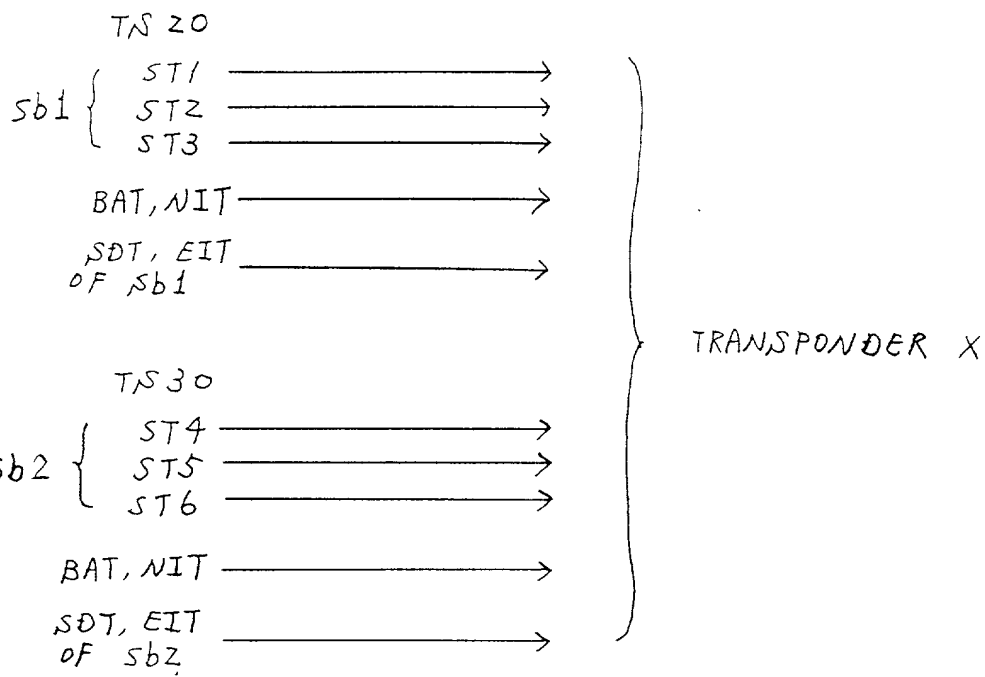 TS 20
ST1
sb1 { ST2
ST3
BAT, NIT
SDT, EIT
OF sb1
TRANSPONDER X
TS 30
ST4
sb2 { ST5
ST6
BAT, NIT
SDT, EIT
OF sb2